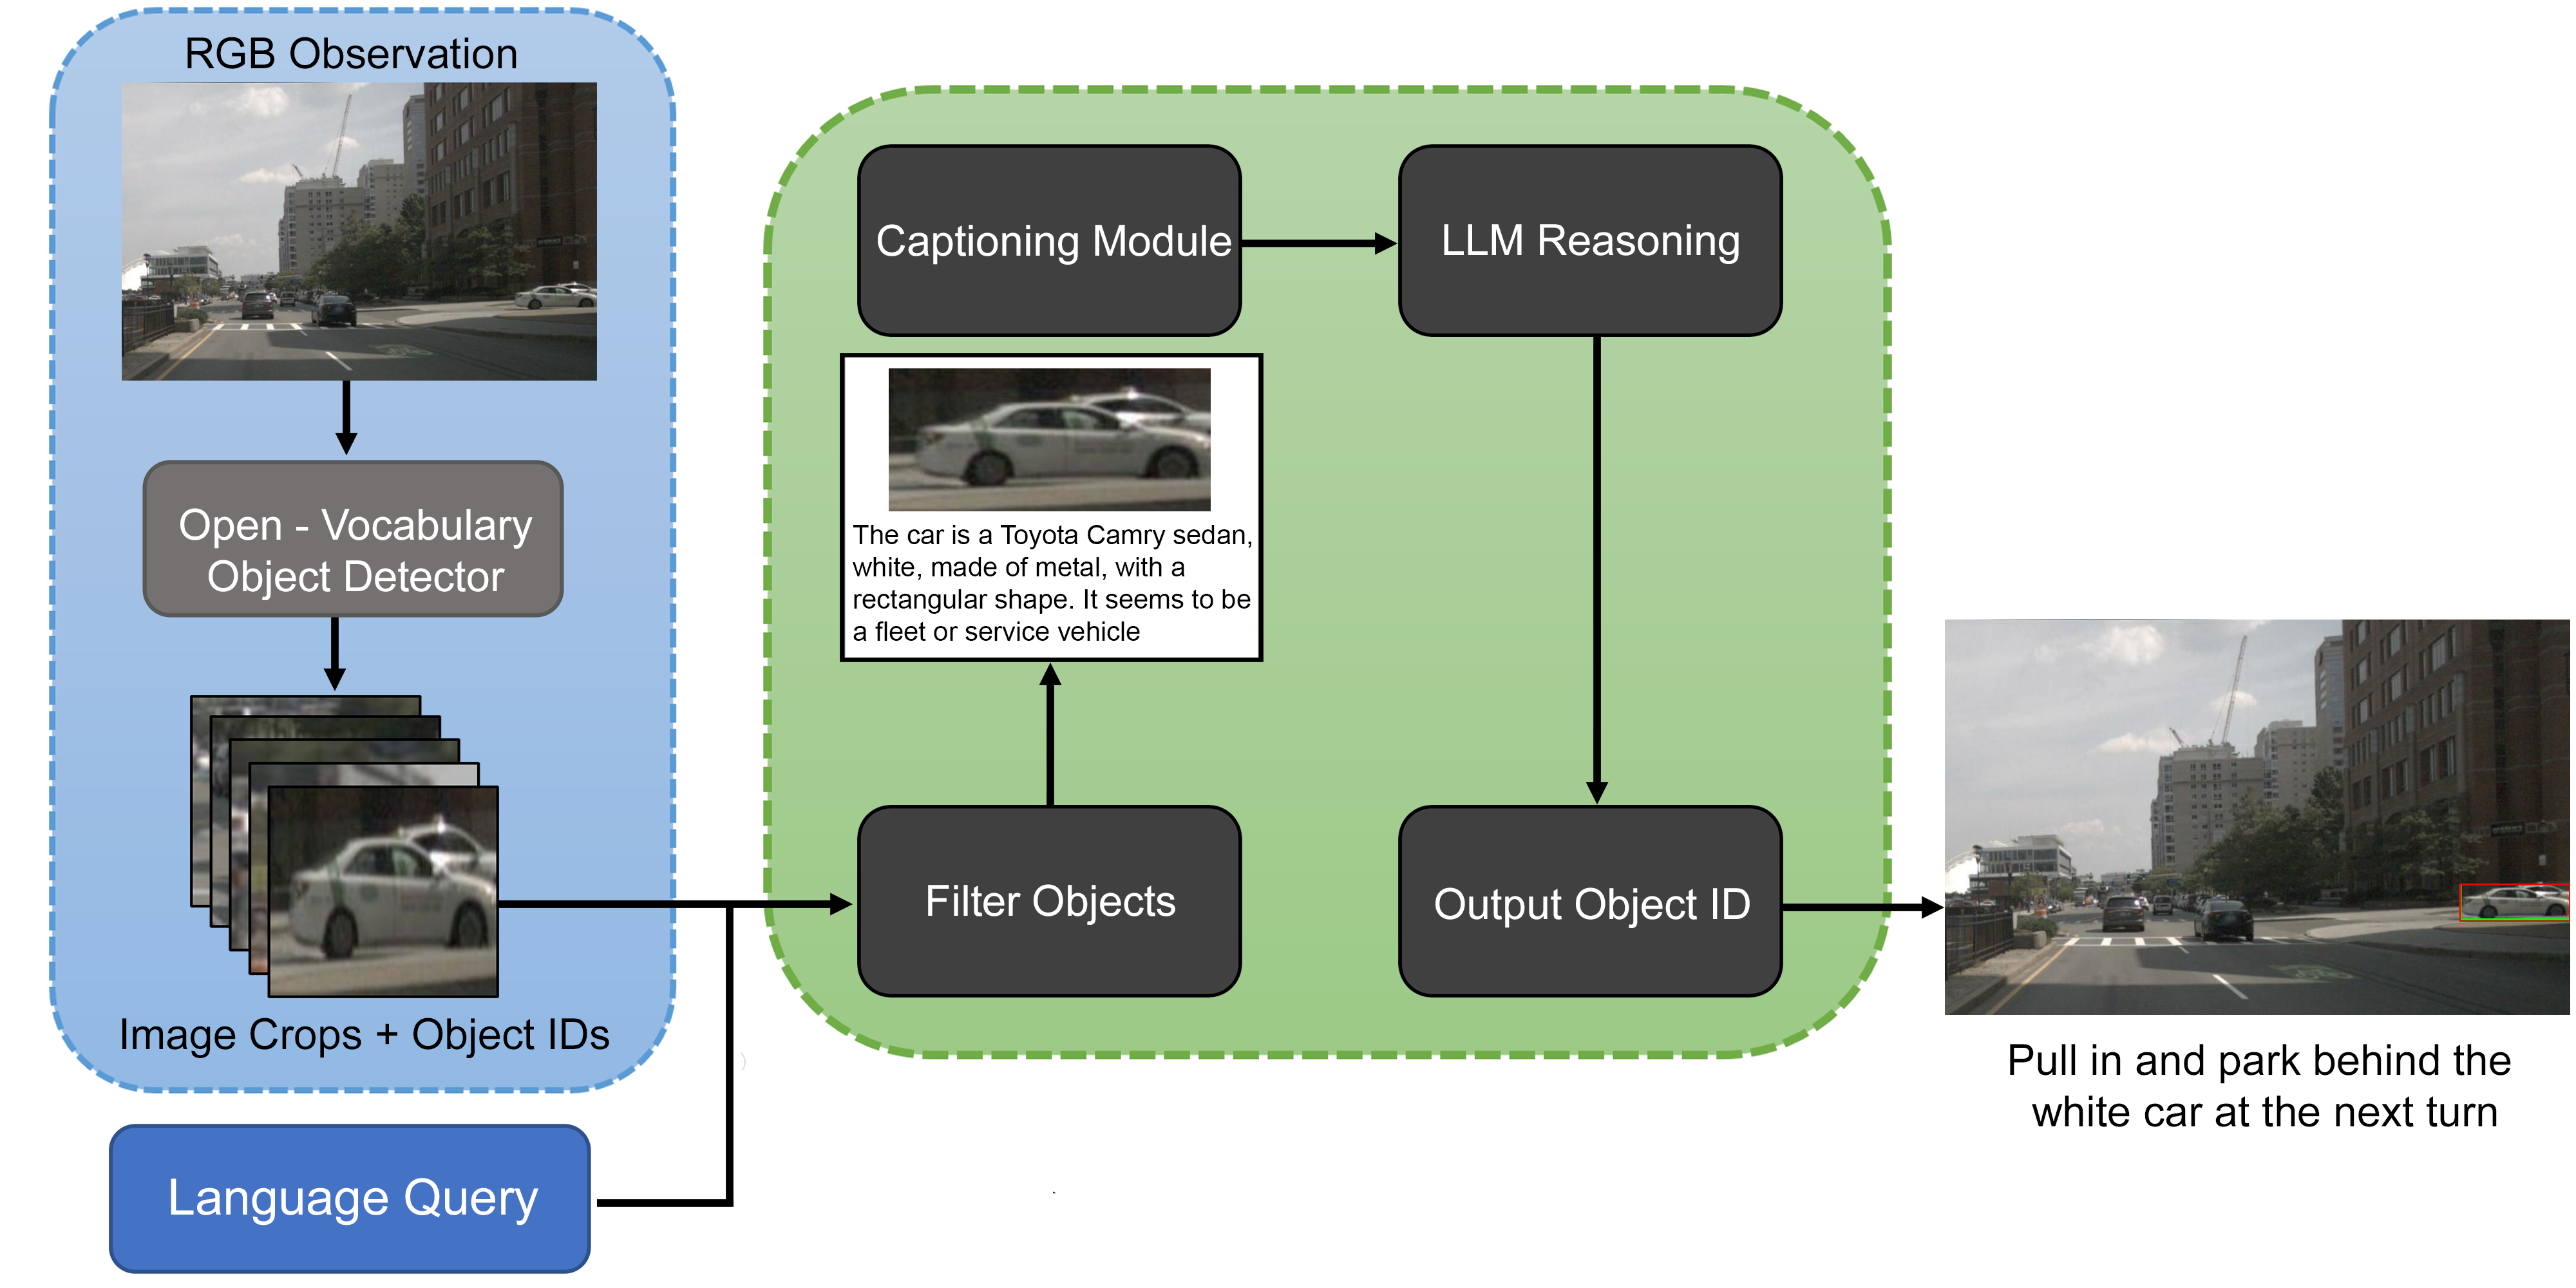 RGB Observation
Open - Vocabulary
Object Detector
Image Crops + Object IDs
Language Query
Captioning Module
LLM Reasoning
The car is a Toyota Camry sedan,
white, made of metal, with a
rectangular shape. It seems to be
a fleet or service vehicle
Filter Objects
Output Object ID
Pull in and park behind the
white car at the next turn